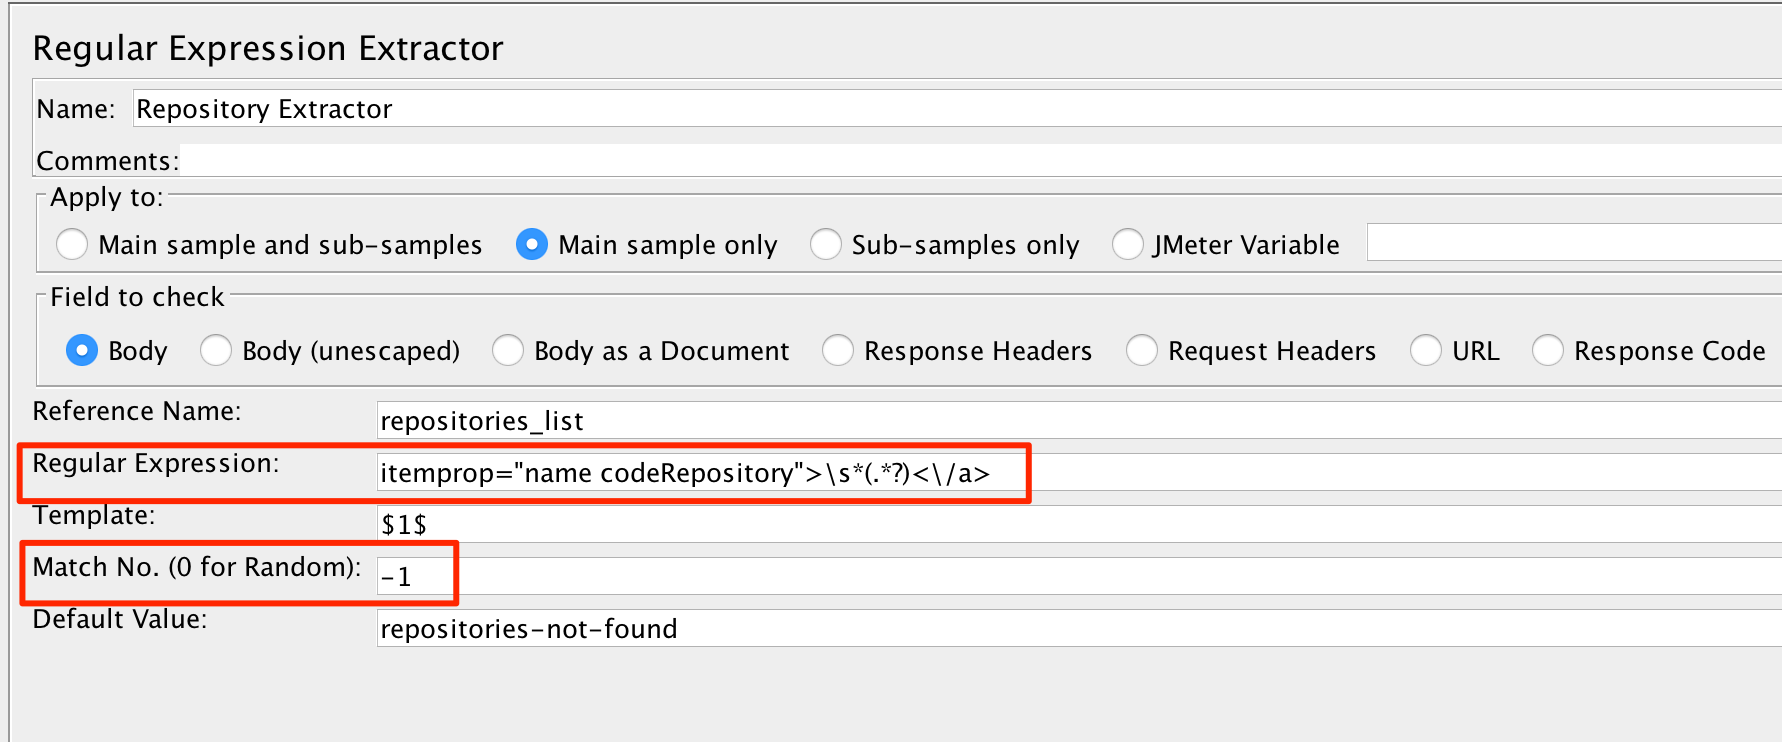 Regular Expression Extractor
Name: Repository Extractor
Comments:
Apply to:
Main sample and sub-samples Main sample only Sub-samples only JMeter Variable
Field to check
Body Body (unescaped) Body as a Document Response Headers Request Headers URL Response Code
Reference Name: repositories_list
Regular Expression: itemprop="name codeRepository">\s*(.*?)<\/a>
Template: $1$
Match No. (0 for Random): -1
Default Value: repositories-not-found